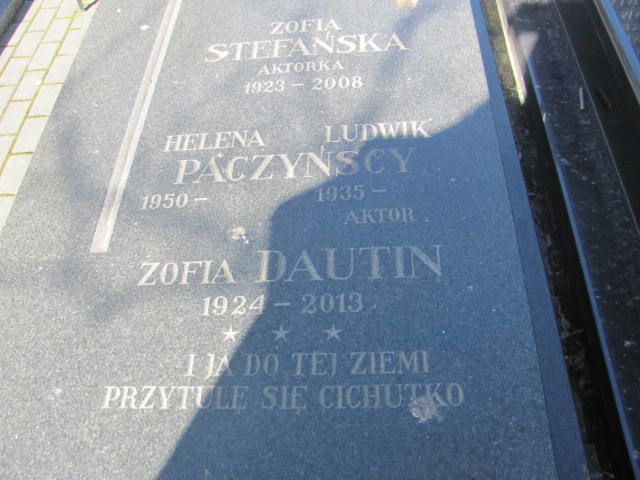 ZOFIA
STEFAŃSKA
AKTORKA
1923 - 2008
HELENA LUDWIK
PĄCZYŃSCY
1950 - 1935 -
AKTOR
ZOFIA DAUTIN
1924 - 2013
★ ★ ★
I JA DO TEJ ZIEMI
PRZYTULĘ SIĘ CICHUTKO